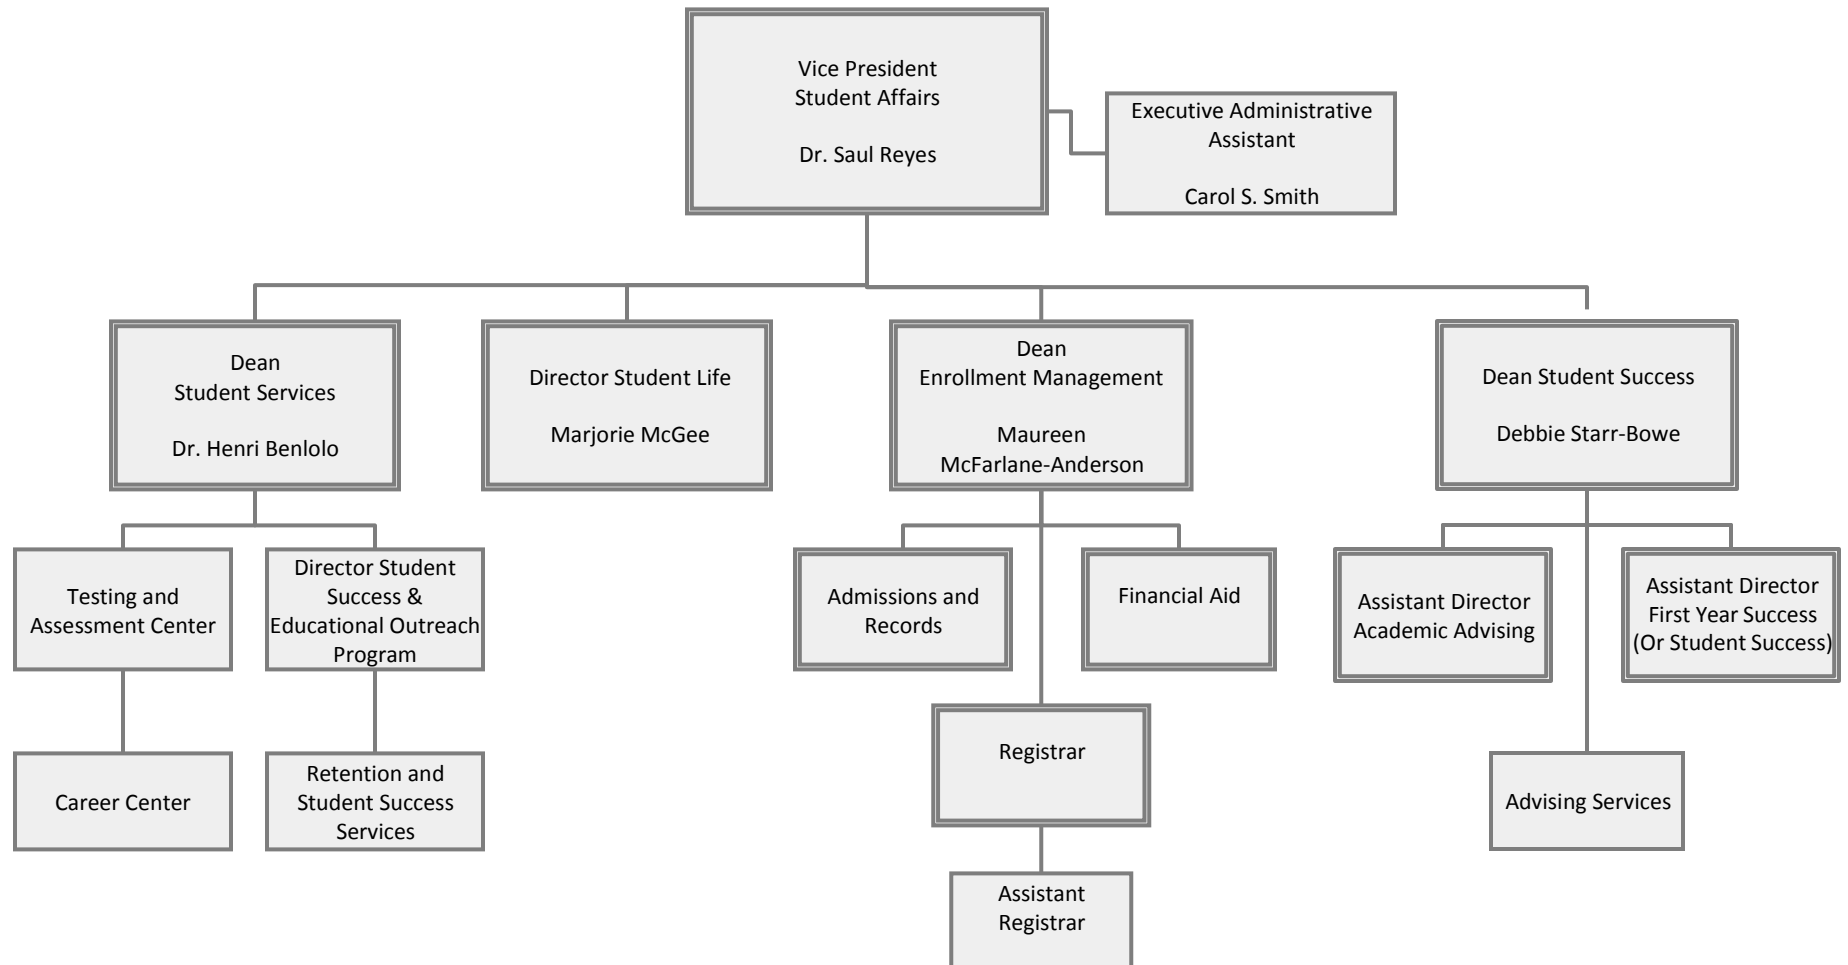 Vice President
Student Affairs
Dr. Saul Reyes
Executive Administrative
Assistant
Carol S. Smith
Dean
Student Services
Dr. Henri Benlolo
Director Student Life
Marjorie McGee
Dean
Enrollment Management
Maureen
McFarlane-Anderson
Dean Student Success
Debbie Starr-Bowe
Testing and
Assessment Center
Director Student
Success &
Educational Outreach
Program
Admissions and
Records
Financial Aid
Assistant Director
Academic Advising
Assistant Director
First Year Success
(Or Student Success)
Career Center
Retention and
Student Success
Services
Registrar
Advising Services
Assistant
Registrar